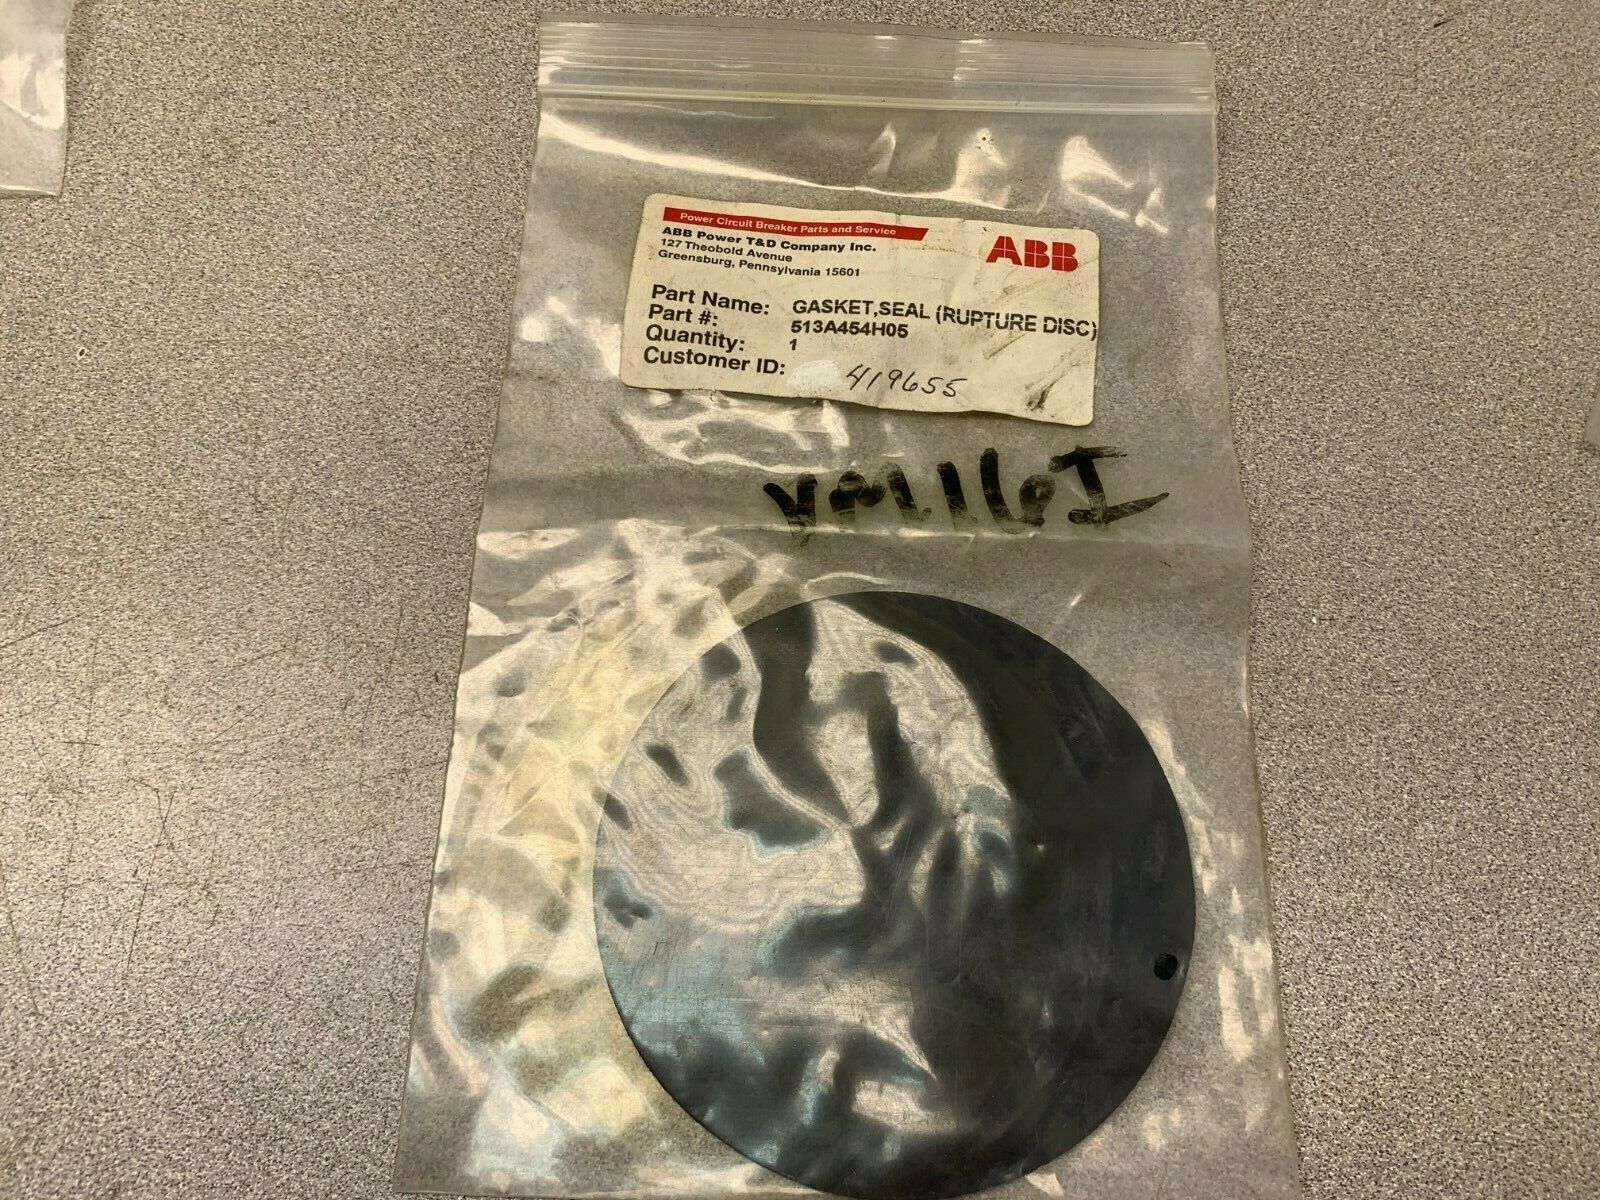 Power Circuit Breaker Parts and Service
ABB Power T&D Company Inc.
127 Theobold Avenue
Greensburg, Pennsylvania 15601
ABB
Part Name: GASKET,SEAL (RUPTURE DISC)
Part #: 513A454H05
Quantity: 1
Customer ID: 419655